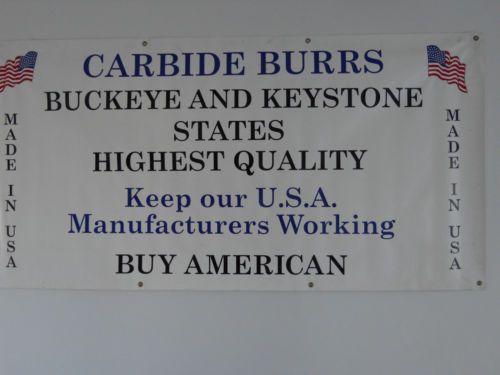 CARBIDE BURRS
BUCKEYE AND KEYSTONE
STATES
HIGHEST QUALITY
Keep our U.S.A.
Manufacturers Working
BUY AMERICAN
MADE IN USA
MADE IN USA